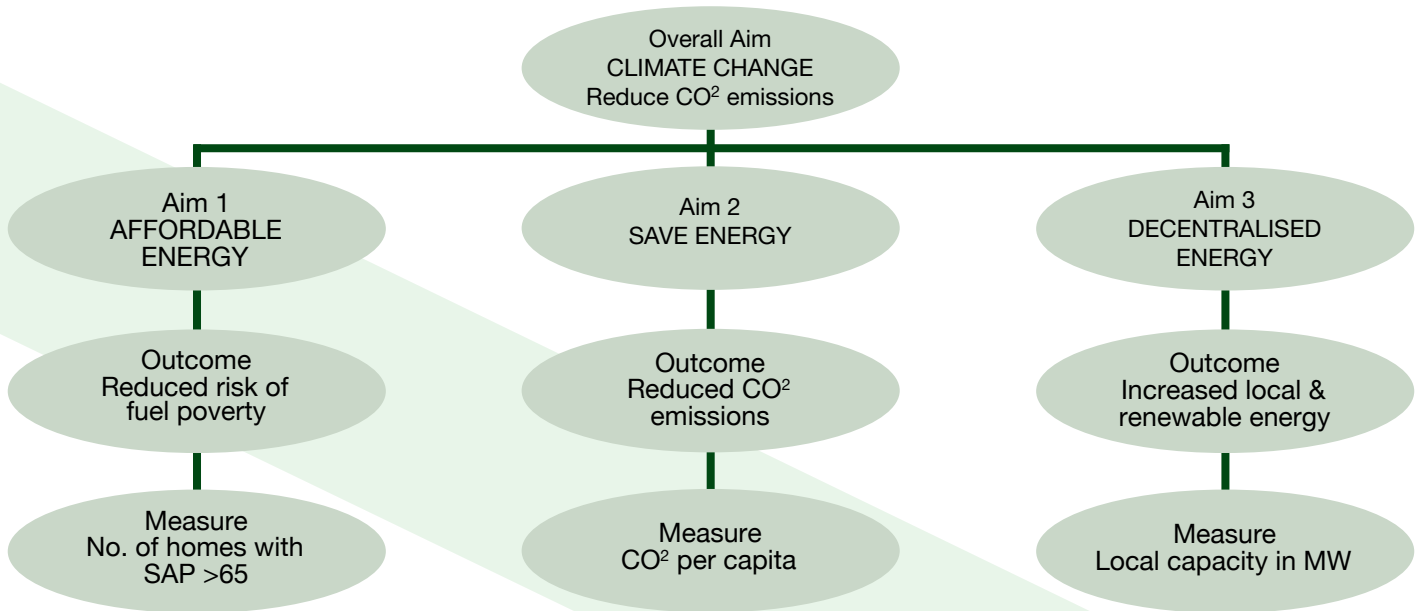 Overall Aim
CLIMATE CHANGE
Reduce CO² emissions
Aim 1
AFFORDABLE
ENERGY
Aim 2
SAVE ENERGY
Aim 3
DECENTRALISED
ENERGY
Outcome
Reduced risk of
fuel poverty
Outcome
Reduced CO²
emissions
Outcome
Increased local &
renewable energy
Measure
No. of homes with
SAP >65
Measure
CO² per capita
Measure
Local capacity in MW